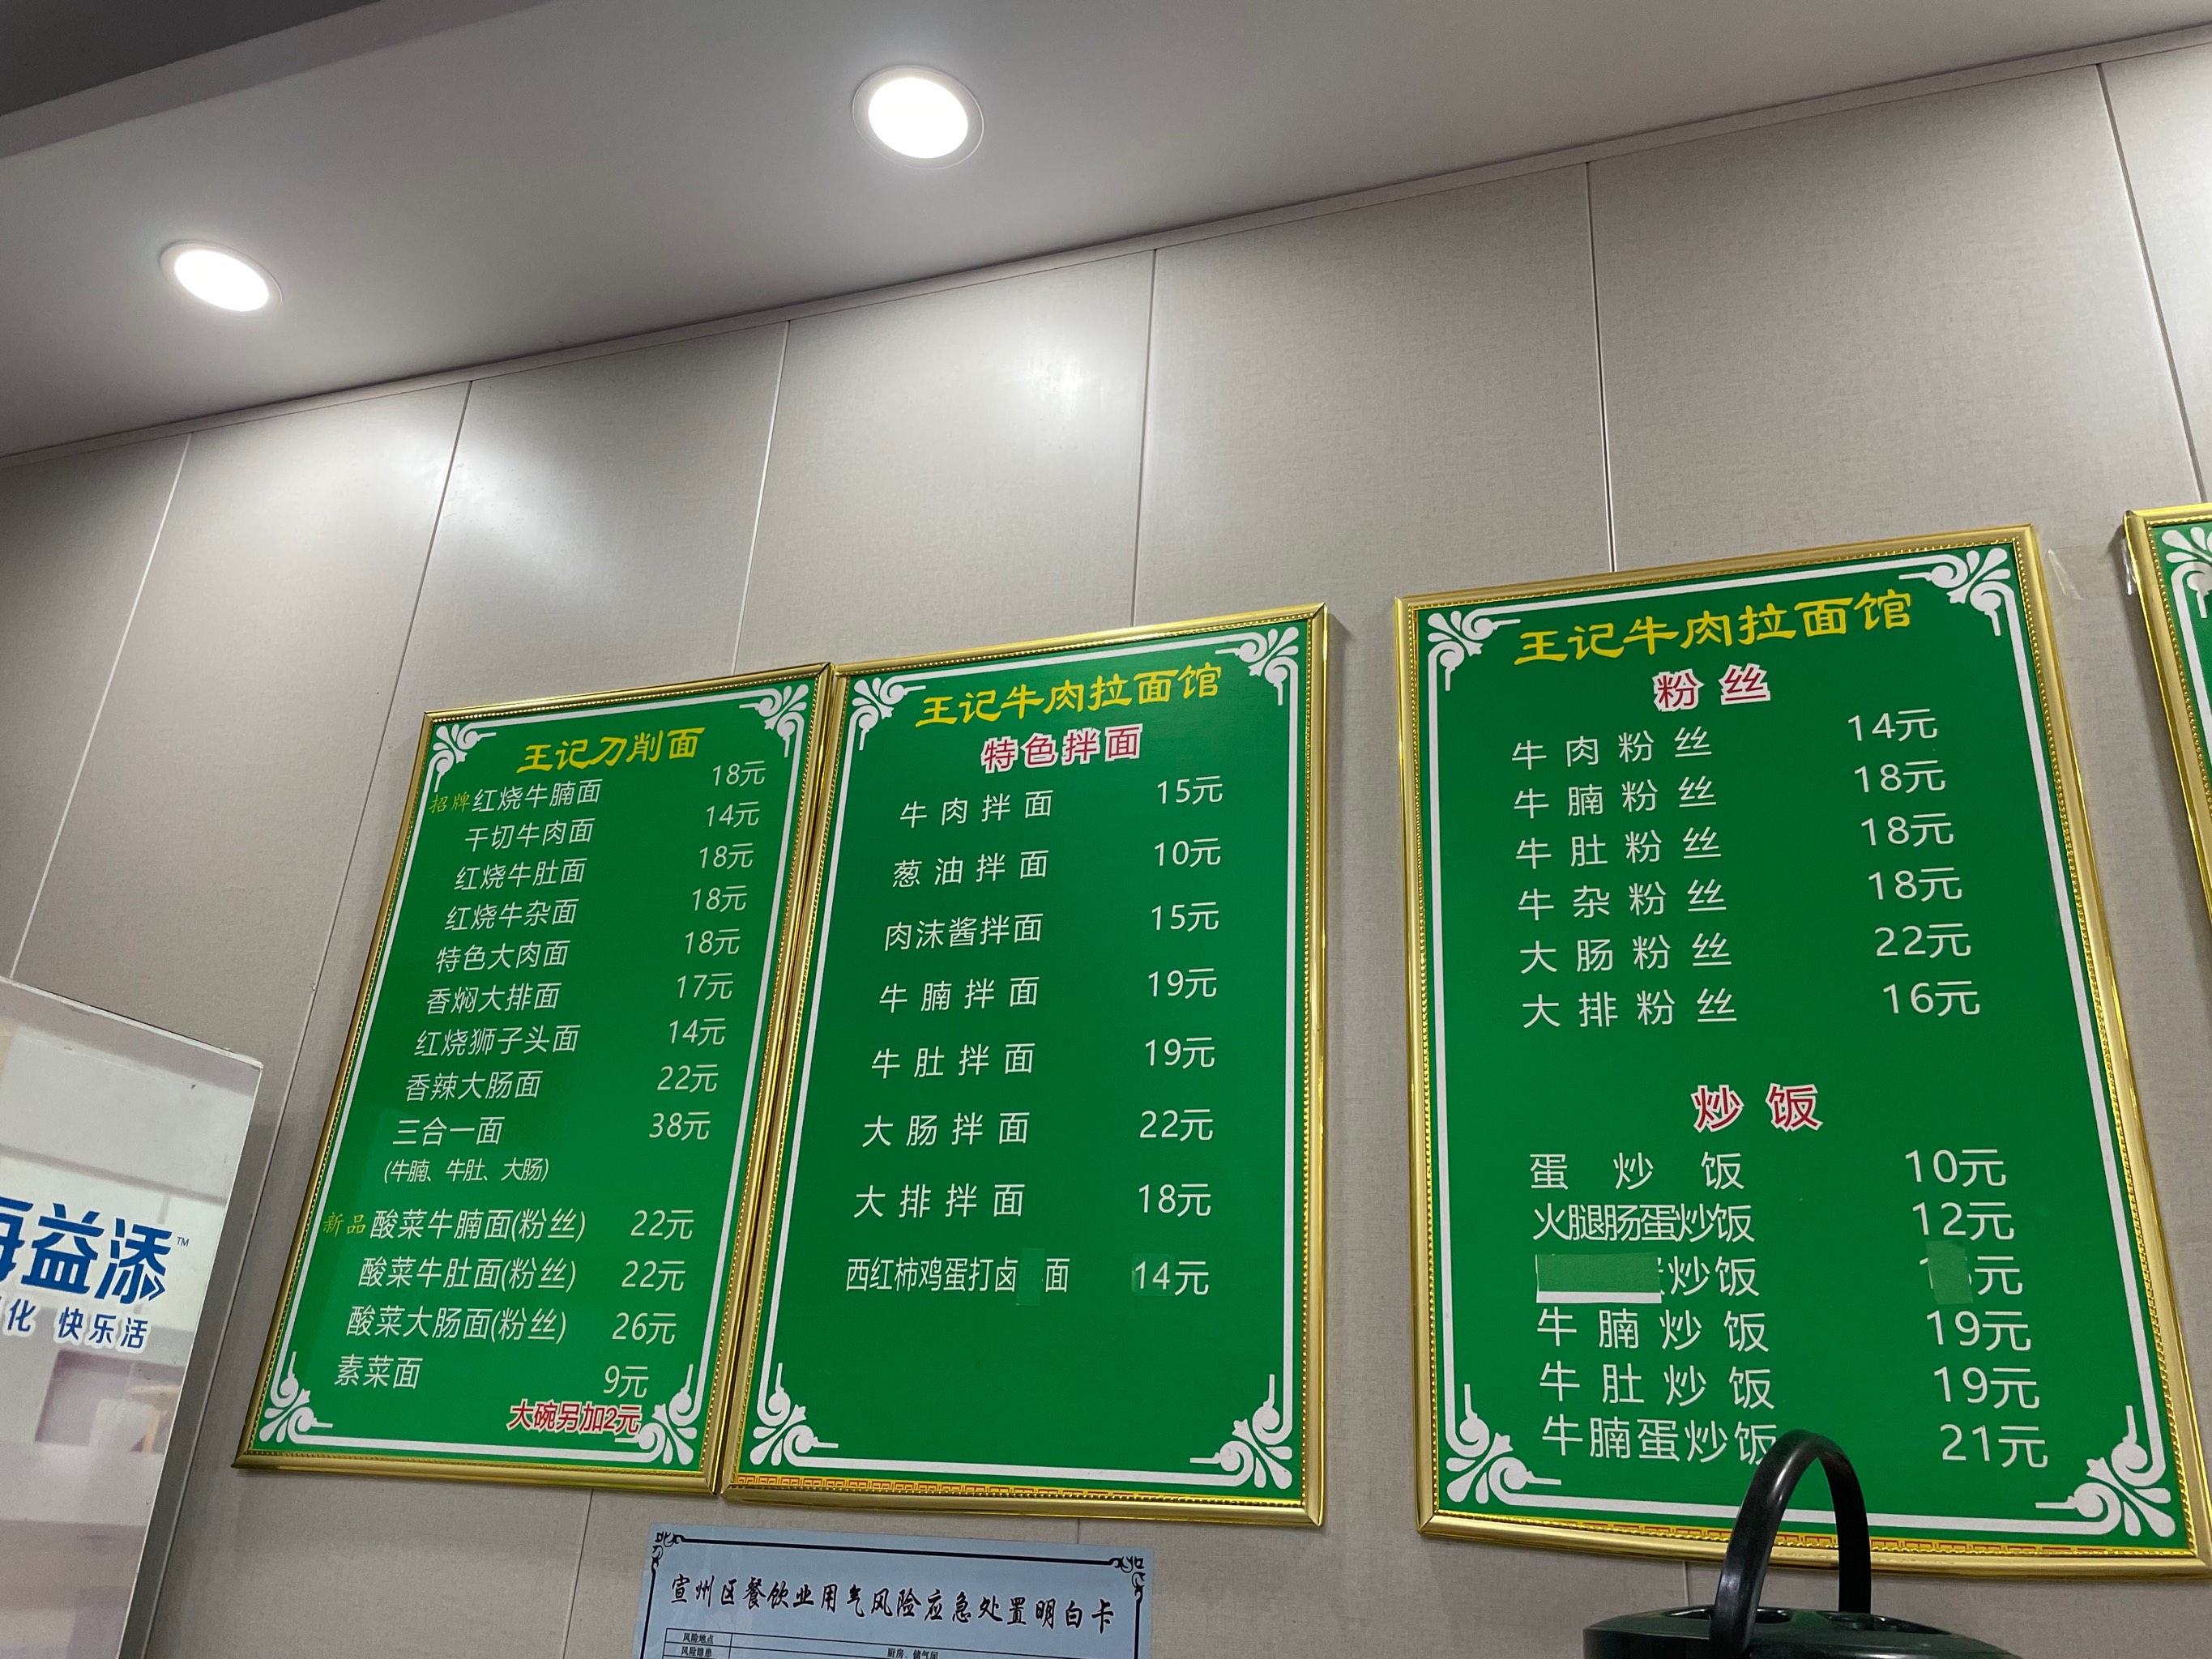 王记刀削面
招牌 红烧牛腩面 18元
干切牛肉面 14元
红烧牛肚面 18元
红烧牛杂面 18元
特色大肉面 18元
香焖大排面 17元
红烧狮子头面 14元
香辣大肠面 22元
三合一面 38元
(牛腩、牛肚、大肠)
新品 酸菜牛腩面(粉丝) 22元
酸菜牛肚面(粉丝) 22元
酸菜大肠面(粉丝) 26元
素菜面 9元
大碗另加2元
王记牛肉拉面馆
特色拌面
牛肉拌面 15元
葱油拌面 10元
肉沫酱拌面 15元
牛腩拌面 19元
牛肚拌面 19元
大肠拌面 22元
大排拌面 18元
西红柿鸡蛋打卤 面 14元
王记牛肉拉面馆
粉丝
牛肉粉丝 14元
牛腩粉丝 18元
牛肚粉丝 18元
牛杂粉丝 18元
大肠粉丝 22元
大排粉丝 16元
炒饭
蛋炒饭 10元
火腿肠蛋炒饭 12元
炒饭 元
牛腩炒饭 19元
牛肚炒饭 19元
牛腩蛋炒饭 21元
益添™
化 快乐活
宣州区餐饮业用气风险应急处置明白卡
风险地点 厨房、储气间
风险隐患